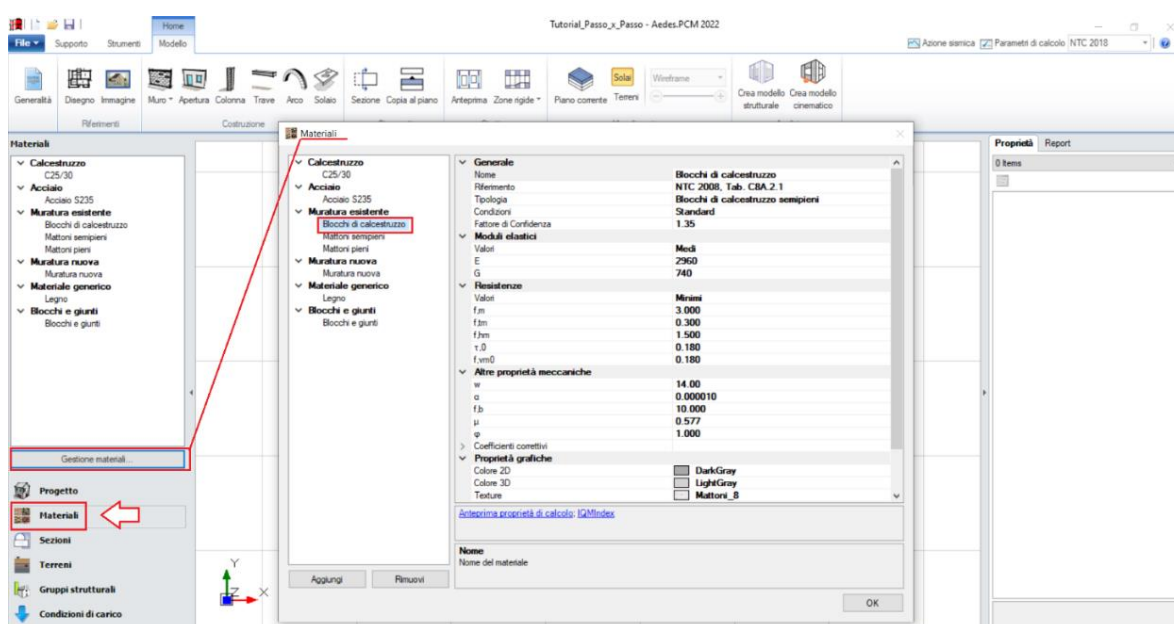 Tutorial_Passo_x_Passo - Aedes.PCM 2022
Home
File Supporto Strumenti Modello
Azione sismica Parametri di calcolo NTC 2018
Generalità Disegno Immagine Muro Apertura Colonna Trave Arco Solaio Sezione Copia al piano Anteprima Zone rigide Piano corrente Solai Terreni Wireframe Crea modello strutturale Crea modello cinematico
Riferimenti Costruzione
Materiali
Calcestruzzo
C25/30
Acciaio
Acciaio S235
Muratura esistente
Blocchi di calcestruzzo
Mattoni semipieni
Mattoni pieni
Muratura nuova
Muratura nuova
Materiale generico
Legno
Blocchi e giunti
Blocchi e giunti
Gestione materiali...
Progetto
Materiali
Sezioni
Terreni
Gruppi strutturali
Condizioni di carico
Y
Z X
Materiali
Calcestruzzo
C25/30
Acciaio
Acciaio S235
Muratura esistente
Blocchi di calcestruzzo
Mattoni semipieni
Mattoni pieni
Muratura nuova
Muratura nuova
Materiale generico
Legno
Blocchi e giunti
Blocchi e giunti
Aggiungi Rimuovi
Generale
Nome Blocchi di calcestruzzo
Riferimento NTC 2008, Tab. C8A.2.1
Tipologia Blocchi di calcestruzzo semipieni
Condizioni Standard
Fattore di Confidenza 1.35
Moduli elastici
Valori Medi
E 2960
G 740
Resistenze
Valori Minimi
f,m 3.000
f,tm 0.300
f,hm 1.500
τ,0 0.180
f,vm0 0.180
Altre proprietà meccaniche
w 14.00
α 0.000010
f,b 10.000
μ 0.577
φ 1.000
Coefficienti correttivi
Proprietà grafiche
Colore 2D DarkGray
Colore 3D LightGray
Texture Mattoni_8
Anteprima proprietà di calcolo; IQMIndex
Nome
Nome del materiale
OK
Proprietà Report
0 Items